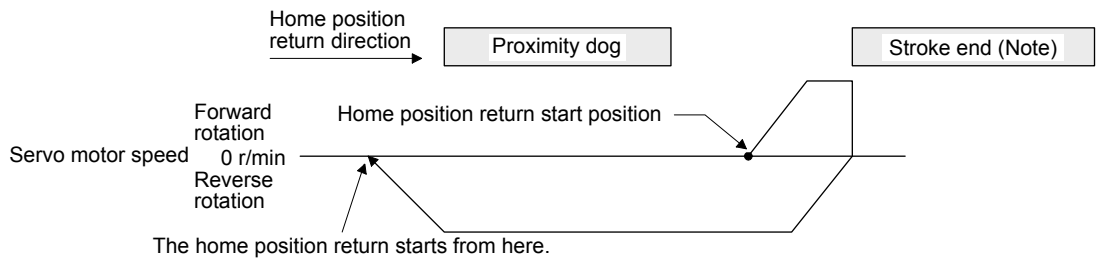 Home position
return direction
Proximity dog
Stroke end (Note)
Forward
rotation
Home position return start position
Servo motor speed 0 r/min
Reverse
rotation
The home position return starts from here.